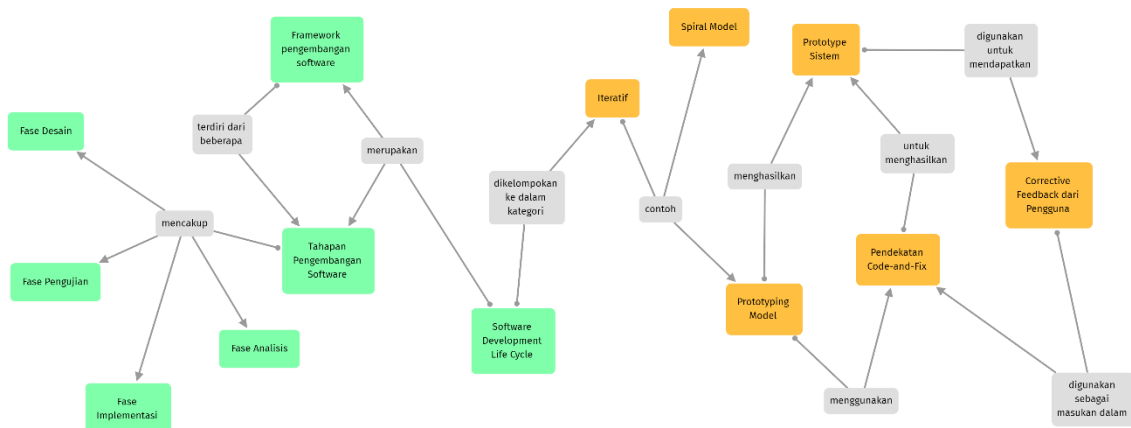 Framework
pengembangan
software
Spiral Model
Prototype
Sistem
digunakan
untuk
mendapatkan
Iteratif
Fase Desain
terdiri dari
beberapa
merupakan
untuk
menghasilkan
menghasilkan
dikelompokan
ke dalam
kategori
Corrective
Feedback dari
Pengguna
contoh
mencakup
Tahapan
Pengembangan
Software
Pendekatan
Code-and-Fix
Fase Pengujian
Prototyping
Model
Software
Development
Life Cycle
Fase Analisis
Fase
Implementasi
menggunakan
digunakan
sebagai
masukan dalam